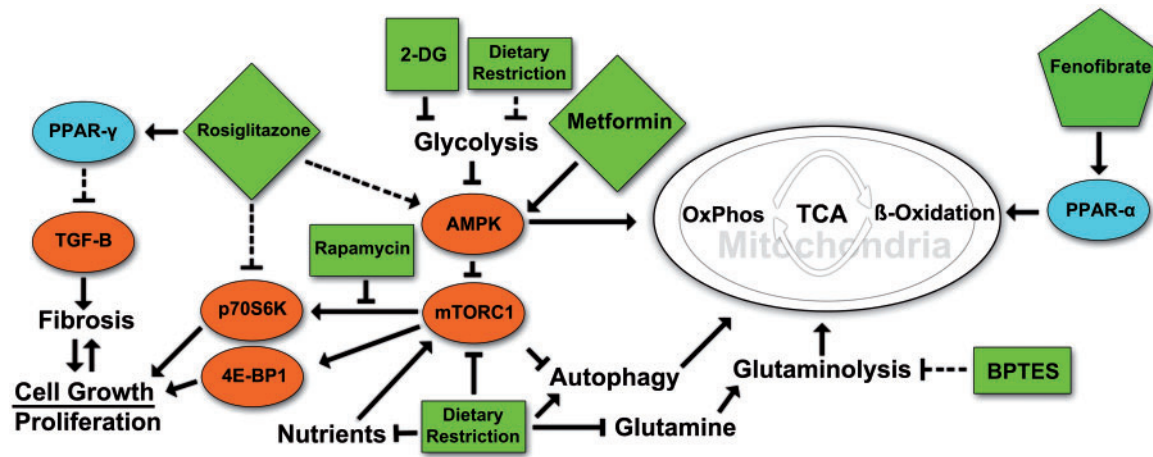 2-DG
Dietary
Restriction
Fenofibrate
PPAR-γ
Rosiglitazone
Glycolysis
Metformin
TGF-B
AMPK
OxPhos
TCA
ß-Oxidation
Mitochondria
PPAR-α
Rapamycin
p70S6K
mTORC1
Fibrosis
4E-BP1
Autophagy
Glutaminolysis
BPTES
Cell Growth
Proliferation
Nutrients
Dietary
Restriction
Glutamine